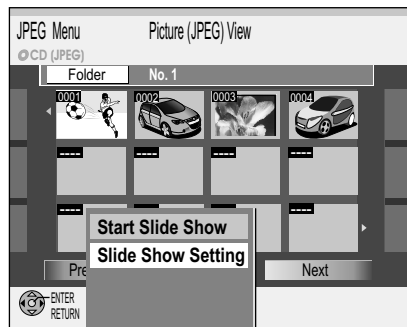 JPEG Menu Picture (JPEG) View
CD (JPEG)
Folder No. 1
0001 0002 0003 0004
---- ---- ---- ----
---- ----
Start Slide Show
Slide Show Setting
Pre Next
ENTER
RETURN